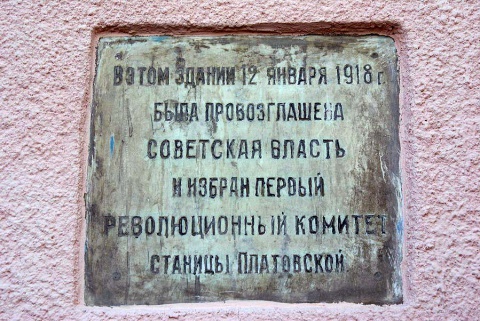 В этом здании 12 января 1918 г.
была провозглашена
советская власть
и избран первый
революционный комитет
станицы Платовской